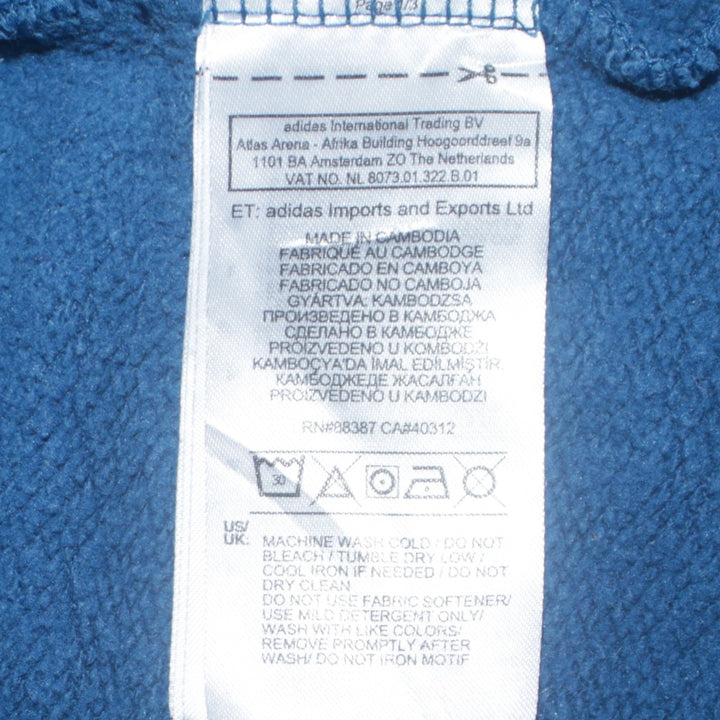 Page 1/3
adidas International Trading BV
Atlas Arena - Afrika Building Hoogoorddreef 9a
1101 BA Amsterdam ZO The Netherlands
VAT NO. NL 8073.01.322.B.01
ET: adidas Imports and Exports Ltd
MADE IN CAMBODIA
FABRIQUÉ AU CAMBODGE
FABRICADO EN CAMBOYA
FABRICADO NO CAMBOJA
GYÁRTVA: KAMBODZSA
ПРОИЗВЕДЕНО В КАМБОДЖА
СДЕЛАНО В КАМБОДЖЕ
PROIZVEDENO U KOMBODŽI
KAMBOÇYA'DA İMAL EDİLMİŞTİR.
КАМБОДЖЕДЕ ЖАСАЛҒАН
PROIZVEDENO U KAMBODZI
RN#88387 CA#40312
30
US/
UK: MACHINE WASH COLD / DO NOT
BLEACH / TUMBLE DRY LOW /
COOL IRON IF NEEDED / DO NOT
DRY CLEAN
DO NOT USE FABRIC SOFTENER/
USE MILD DETERGENT ONLY/
WASH WITH LIKE COLORS/
REMOVE PROMPTLY AFTER
WASH/ DO NOT IRON MOTIF